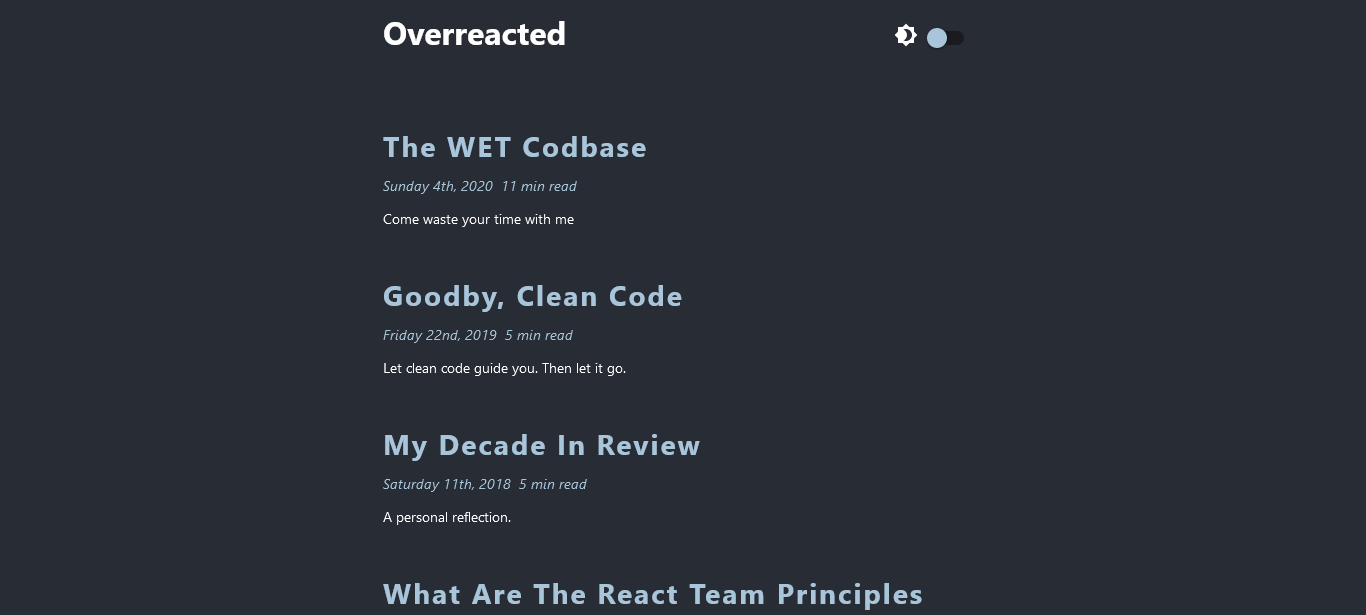 Overreacted
The WET Codbase
Sunday 4th, 2020 11 min read
Come waste your time with me
Goodby, Clean Code
Friday 22nd, 2019 5 min read
Let clean code guide you. Then let it go.
My Decade In Review
Saturday 11th, 2018 5 min read
A personal reflection.
What Are The React Team Principles